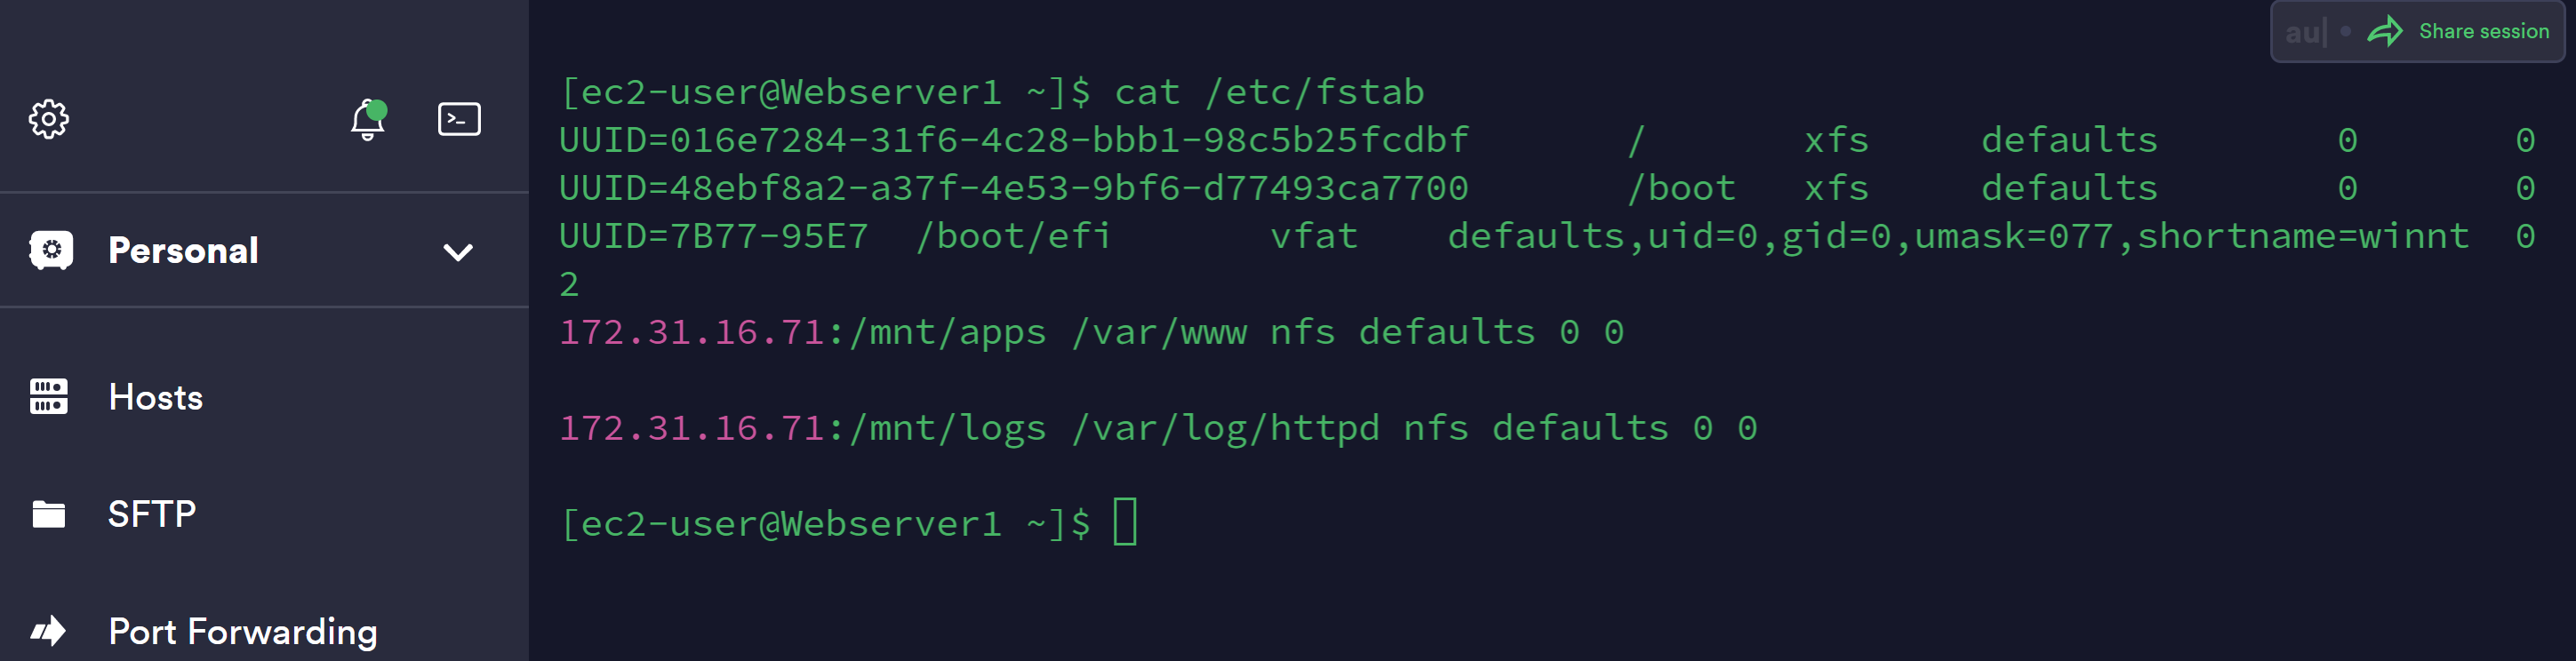 au| • Share session
[ec2-user@Webserver1 ~]$ cat /etc/fstab
UUID=016e7284-31f6-4c28-bbb1-98c5b25fcdbf / xfs defaults 0 0
UUID=48ebf8a2-a37f-4e53-9bf6-d77493ca7700 /boot xfs defaults 0 0
UUID=7B77-95E7 /boot/efi vfat defaults,uid=0,gid=0,umask=077,shortname=winnt 0
2
172.31.16.71:/mnt/apps /var/www nfs defaults 0 0
172.31.16.71:/mnt/logs /var/log/httpd nfs defaults 0 0
[ec2-user@Webserver1 ~]$
Personal
Hosts
SFTP
Port Forwarding